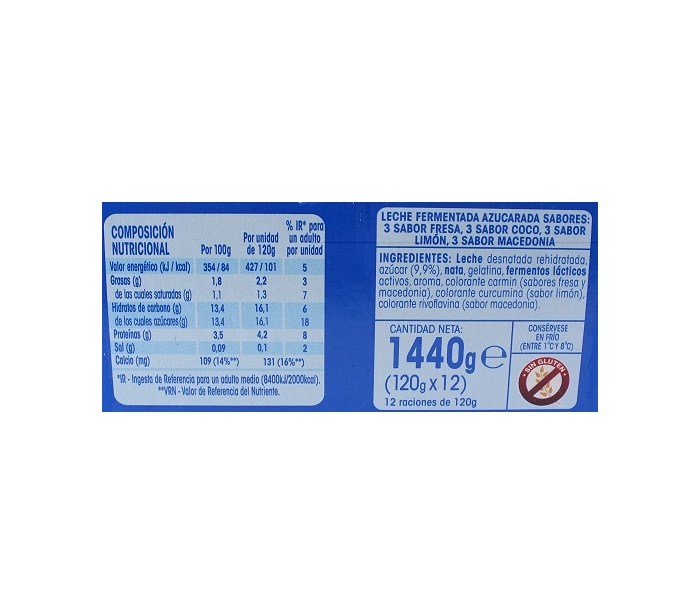 COMPOSICIÓN
NUTRICIONAL
Por 100g
Por unidad
de 120g
% IR* para
un adulto
por unidad
Valor energético (kJ / kcal) 354 / 84 427 / 101 5
Grasas (g) 1,8 2,2 3
de las cuales saturadas (g) 1,1 1,3 7
Hidratos de carbono (g) 13,4 16,1 6
de los cuales azúcares(g) 13,4 16,1 18
Proteínas (g) 3,5 4,2 8
Sal (g) 0,09 0,1 2
Calcio (mg) 109 (14%**) 131 (16%**)
*IR - Ingesta de Referencia para un adulto medio (8400kJ/2000kcal).
**VRN - Valor de Referencia del Nutriente.
LECHE FERMENTADA AZUCARADA SABORES:
3 SABOR FRESA, 3 SABOR COCO, 3 SABOR
LIMÓN, 3 SABOR MACEDONIA
INGREDIENTES: Leche desnatada rehidratada,
azúcar (9,9%), nata, gelatina, fermentos lácticos
activos, aroma, colorante carmín (sabores fresa y
macedonia), colorante curcumina (sabor limón),
colorante rivoflavina (sabor macedonia).
CANTIDAD NETA:
1440g e
(120g x 12)
12 raciones de 120g
CONSÉRVESE
EN FRÍO
(ENTRE 1°C Y 8°C)
• SIN GLUTEN •